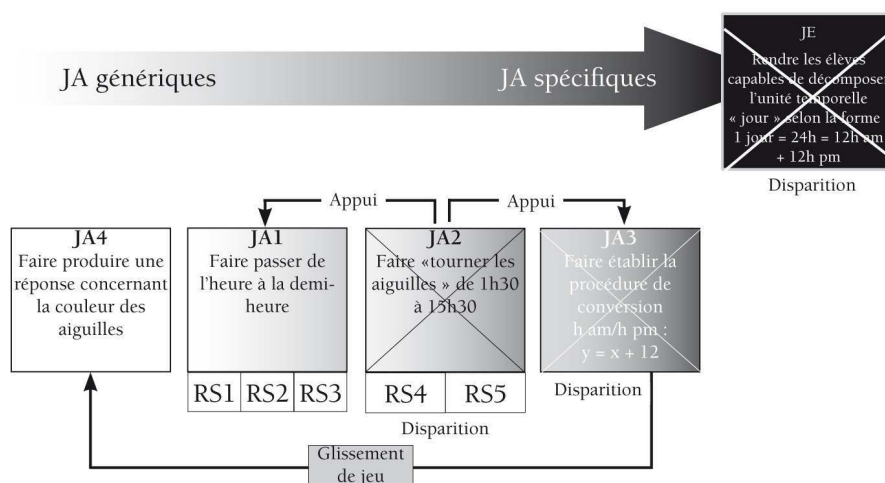 JA génériques
JA spécifiques
JE
Rendre les élèves
capables de décomposer
l'unité temporelle
« jour » selon la forme
1 jour = 24h = 12h am
+ 12h pm
Disparition
Appui
Appui
JA4
Faire produire une
réponse concernant
la couleur des
aiguilles
JA1
Faire passer de
l'heure à la demi-
heure
RS1
RS2
RS3
JA2
Faire «tourner les
aiguilles » de 1h30
à 15h30
RS4
RS5
Disparition
JA3
Faire établir la
procédure de
conversion
h am/h pm :
y = x + 12
Disparition
Glissement
de jeu